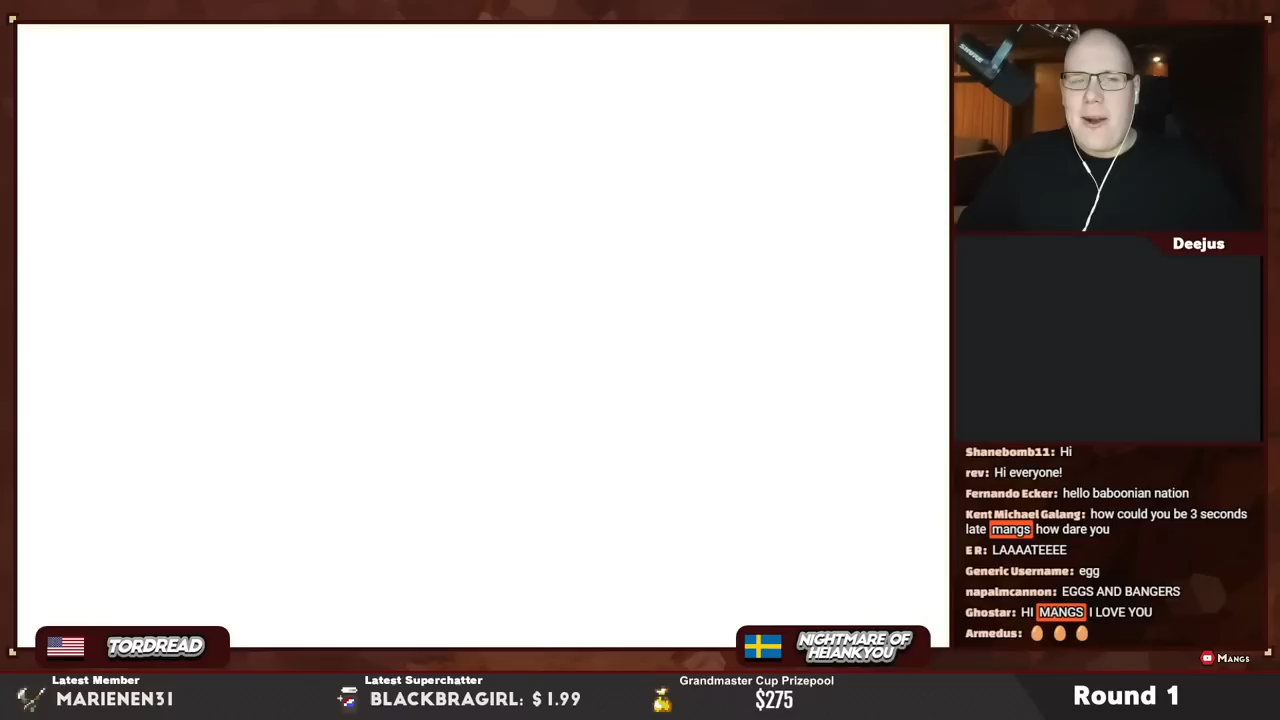 SHURE
Deejus
Shanebomb11: Hi
rev: Hi everyone!
Fernando Ecker: hello baboonian nation
Kent Michael Galang: how could you be 3 seconds
late mangs how dare you
E R: LAAAATEEEE
Generic Username: egg
napalmcannon: EGGS AND BANGERS
Ghostar: HI MANGS I LOVE YOU
Armedus: 🥚 🥚 🥚
MANGS
TORDREAD
NIGHTMARE OF
HEIANKYOU
Latest Member
MARIENEN31
Latest Superchatter
BLACKBRAGIRL: $1.99
Grandmaster Cup Prizepool
$275
Round 1